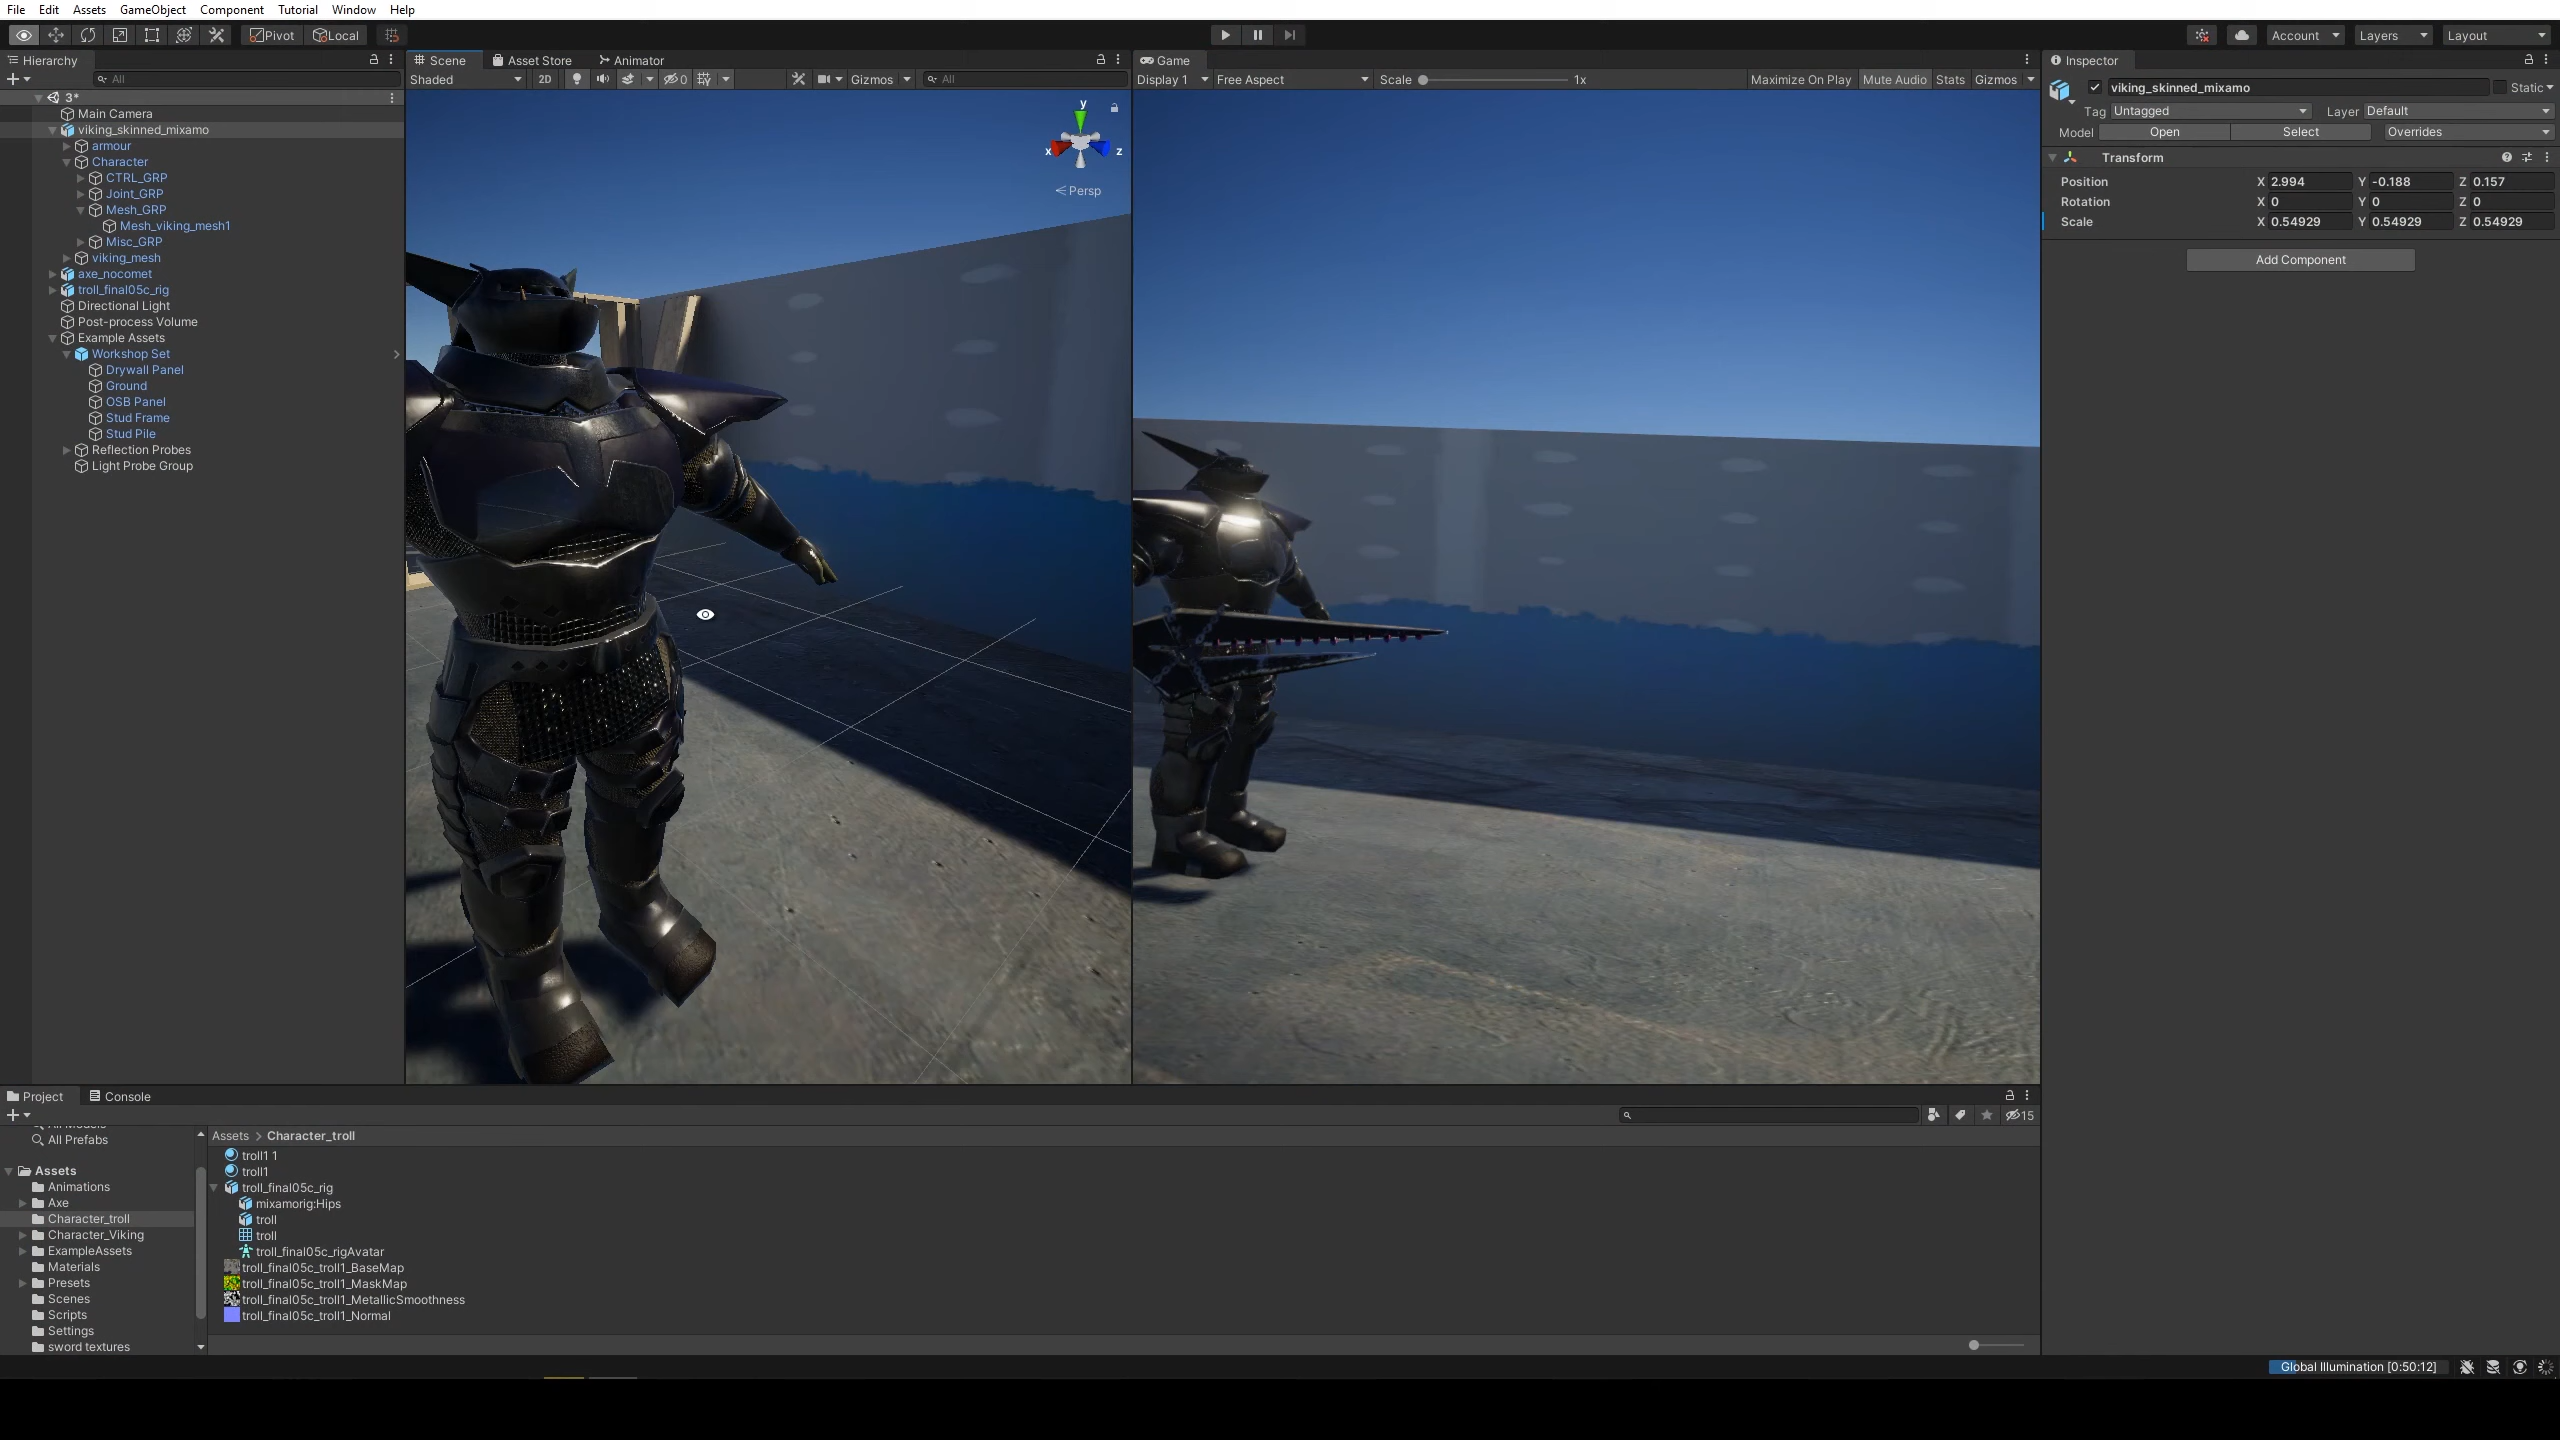 File Edit Assets GameObject Component Tutorial Window Help
Pivot Local Account Layers Layout
Hierarchy
All
3*
Main Camera
viking_skinned_mixamo
armour
Character
CTRL_GRP
Joint_GRP
Mesh_GRP
Mesh_viking_mesh1
Misc_GRP
viking_mesh
axe_nocomet
troll_final05c_rig
Directional Light
Post-process Volume
Example Assets
Workshop Set
Drywall Panel
Ground
OSB Panel
Stud Frame
Stud Pile
Reflection Probes
Light Probe Group
Scene Asset Store Animator
Shaded 2D 0 Gizmos All
y
x z
Persp
Game
Display 1 Free Aspect Scale 1x Maximize On Play Mute Audio Stats Gizmos
Inspector
viking_skinned_mixamo Static
Tag Untagged Layer Default
Model Open Select Overrides
Transform
Position X 2.994 Y -0.188 Z 0.157
Rotation X 0 Y 0 Z 0
Scale X 0.54929 Y 0.54929 Z 0.54929
Add Component
Project Console
15
All Prefabs
Assets
Animations
Axe
Character_troll
Character_Viking
ExampleAssets
Materials
Presets
Scenes
Scripts
Settings
sword textures
Assets > Character_troll
troll1 1
troll1
troll_final05c_rig
mixamorig:Hips
troll
troll
troll_final05c_rigAvatar
troll_final05c_troll1_BaseMap
troll_final05c_troll1_MaskMap
troll_final05c_troll1_MetallicSmoothness
troll_final05c_troll1_Normal
Global Illumination [0:50:12]